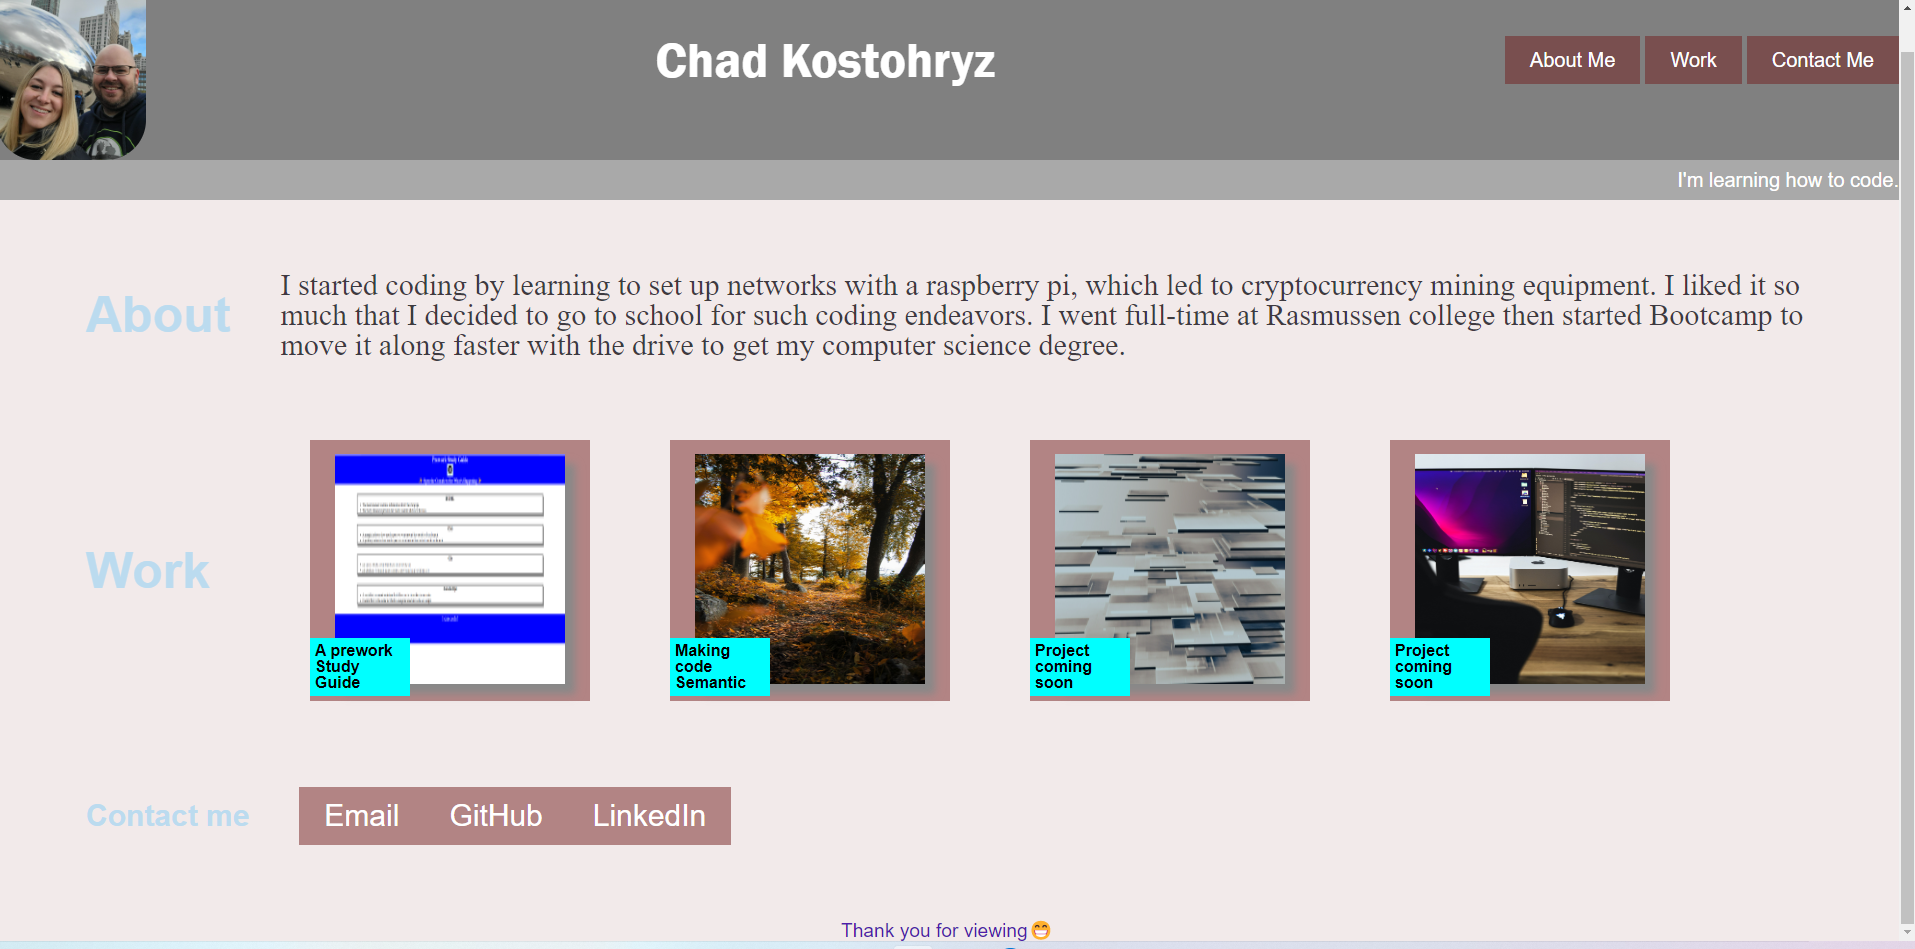 Chad Kostohryz
About Me
Work
Contact Me
I'm learning how to code.
About
I started coding by learning to set up networks with a raspberry pi, which led to cryptocurrency mining equipment. I liked it so
much that I decided to go to school for such coding endeavors. I went full-time at Rasmussen college then started Bootcamp to
move it along faster with the drive to get my computer science degree.
Work
A prework
Study
Guide
Making
code
Semantic
Project
coming
soon
Project
coming
soon
Contact me
Email
GitHub
LinkedIn
Thank you for viewing😁